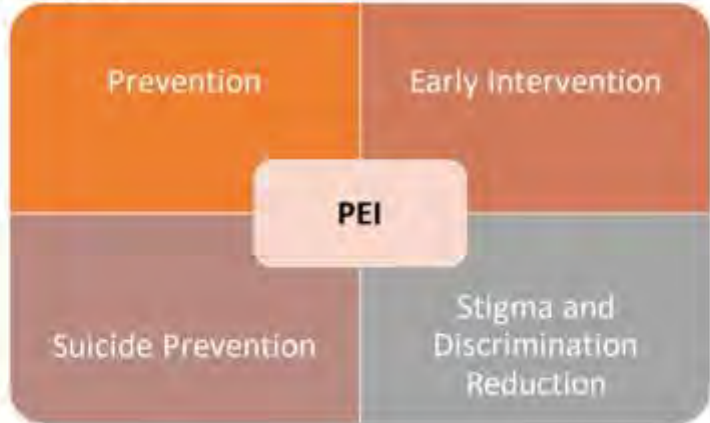 Prevention
Early Intervention
PEI
Suicide Prevention
Stigma and
Discrimination
Reduction